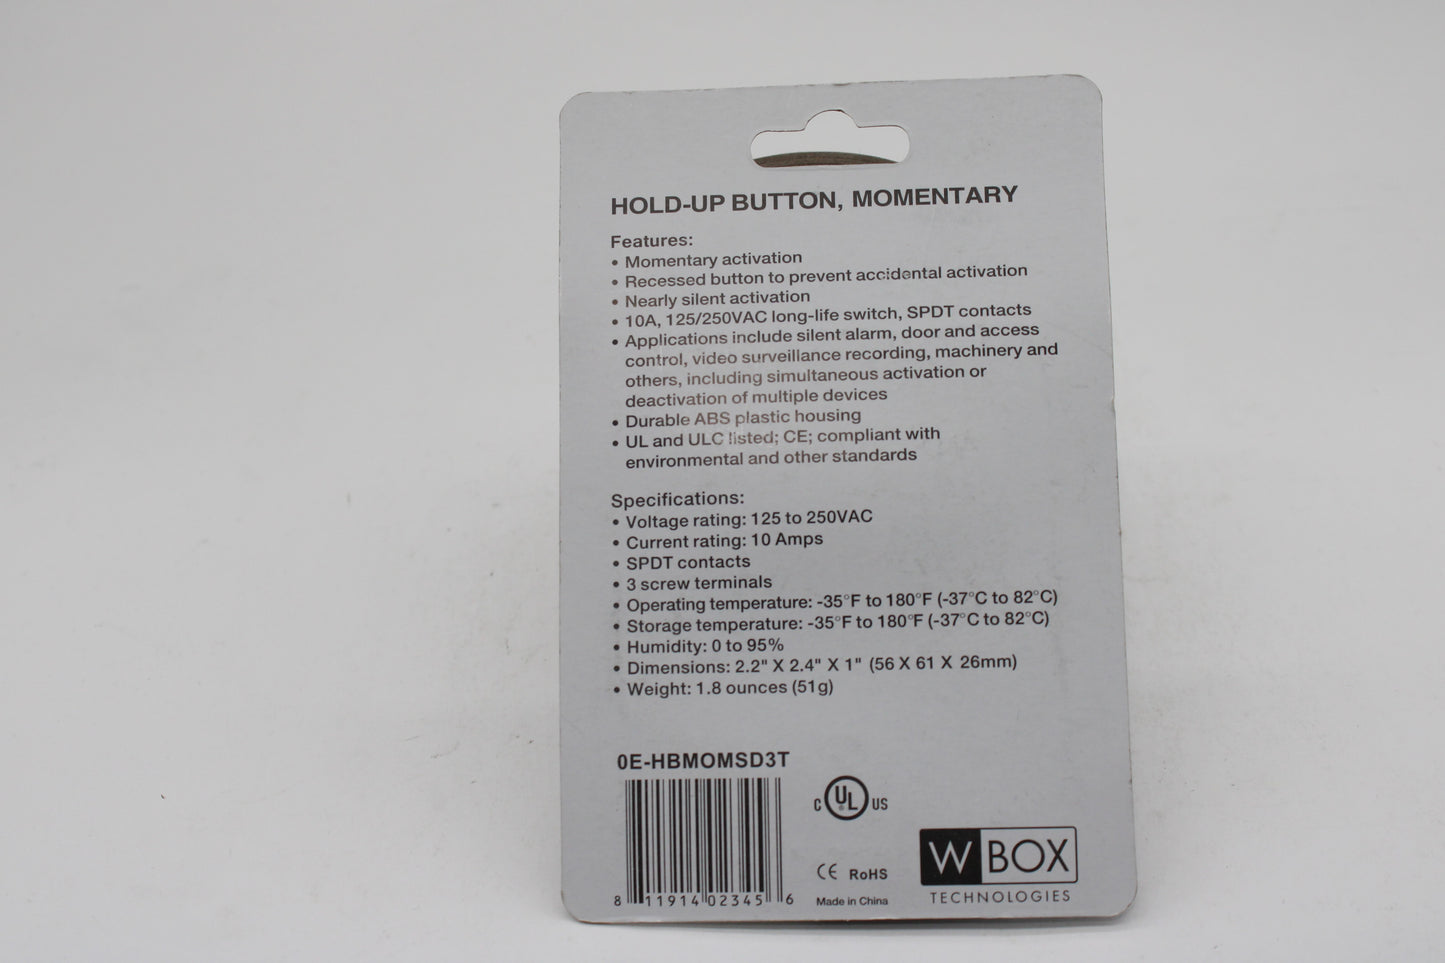 HOLD-UP BUTTON, MOMENTARY
Features:
• Momentary activation
• Recessed button to prevent accidental activation
• Nearly silent activation
• 10A, 125/250VAC long-life switch, SPDT contacts
• Applications include silent alarm, door and access
control, video surveillance recording, machinery and
others, including simultaneous activation or
deactivation of multiple devices
• Durable ABS plastic housing
• UL and ULC listed; CE; compliant with
environmental and other standards
Specifications:
• Voltage rating: 125 to 250VAC
• Current rating: 10 Amps
• SPDT contacts
• 3 screw terminals
• Operating temperature: -35°F to 180°F (-37°C to 82°C)
• Storage temperature: -35°F to 180°F (-37°C to 82°C)
• Humidity: 0 to 95%
• Dimensions: 2.2" X 2.4" X 1" (56 X 61 X 26mm)
• Weight: 1.8 ounces (51g)
0E-HBMOMSD3T
8 11914 02345 6
C UL US
CE RoHS
Made in China
W BOX
TECHNOLOGIES